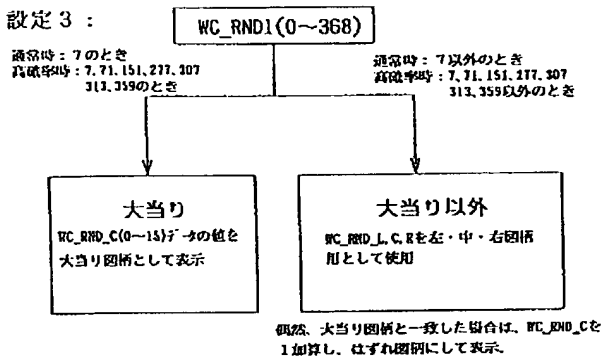 設定3:
WC_RND1(0~368)
通常時:7のとき
高確率時:7,71,151,277,307
313,359のとき
通常時:7以外のとき
高確率時:7,71,151,277,307
313,359以外のとき
大当り
WC_RND_C(0~15)データの値を
大当り図柄として表示
大当り以外
WC_RND_L,C,Rを左・中・右図柄
用として使用
偶然、大当り図柄と一致した場合は、WC_RND_Cを
1加算し、はずれ図柄にして表示。